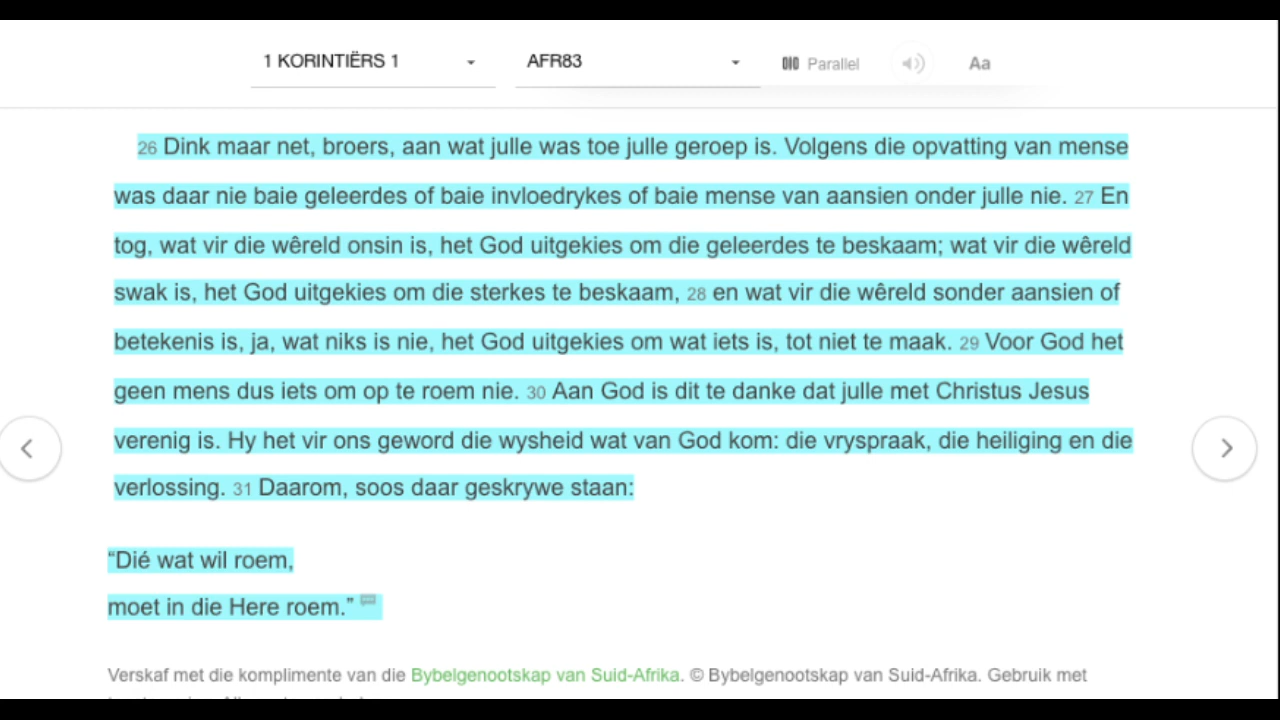 1 KORINTIËRS 1 AFR83 Parallel Aa
26 Dink maar net, broers, aan wat julle was toe julle geroep is. Volgens die opvatting van mense
was daar nie baie geleerdes of baie invloedrykes of baie mense van aansien onder julle nie. 27 En
tog, wat vir die wêreld onsin is, het God uitgekies om die geleerdes te beskaam; wat vir die wêreld
swak is, het God uitgekies om die sterkes te beskaam, 28 en wat vir die wêreld sonder aansien of
betekenis is, ja, wat niks is nie, het God uitgekies om wat iets is, tot niet te maak. 29 Voor God het
geen mens dus iets om op te roem nie. 30 Aan God is dit te danke dat julle met Christus Jesus
verenig is. Hy het vir ons geword die wysheid wat van God kom: die vryspraak, die heiliging en die
verlossing. 31 Daarom, soos daar geskrywe staan:
“Dié wat wil roem,
moet in die Here roem.”
Verskaf met die komplimente van die Bybelgenootskap van Suid-Afrika. © Bybelgenootskap van Suid-Afrika. Gebruik met